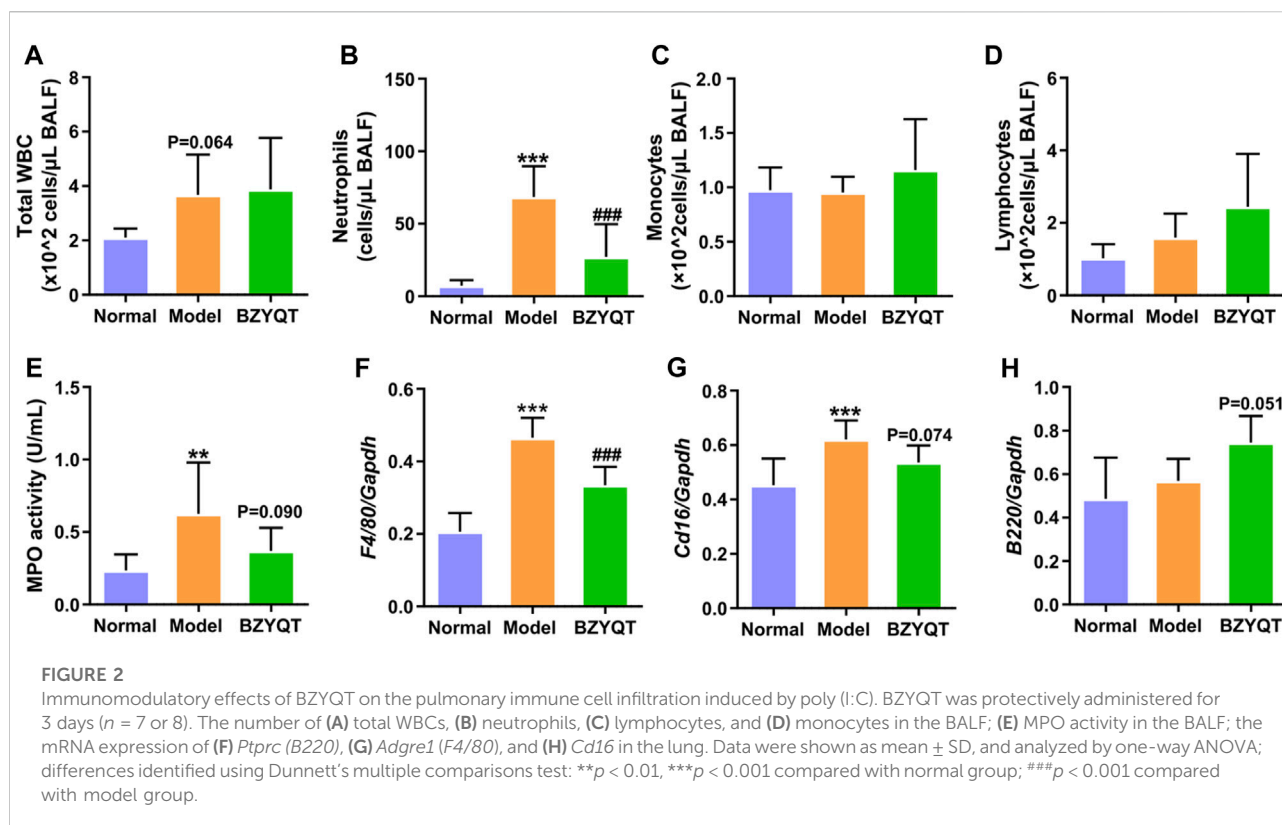 A
Total WBC
(x10^2 cells/µL BALF)
8
6
4
2
0
P=0.064
Normal Model BZYQT
B
Neutrophils
(cells/µL BALF)
150
100
50
0
***
###
Normal Model BZYQT
C
Monocytes
(×10^2cells/µL BALF)
2.0
1.5
1.0
0.5
0.0
Normal Model BZYQT
D
Lymphocytes
(×10^2cells/µL BALF)
6
4
2
0
Normal Model BZYQT
E
MPO activity (U/mL)
1.5
1.0
0.5
0.0
**
P=0.090
Normal Model BZYQT
F
F4/80/Gapdh
0.6
0.4
0.2
0.0
***
###
Normal Model BZYQT
G
Cd16/Gapdh
0.8
0.6
0.4
0.2
0.0
***
P=0.074
Normal Model BZYQT
H
B220/Gapdh
1.0
0.8
0.6
0.4
0.2
0.0
P=0.051
Normal Model BZYQT
FIGURE 2
Immunomodulatory effects of BZYQT on the pulmonary immune cell infiltration induced by poly (I:C). BZYQT was protectively administered for
3 days (n = 7 or 8). The number of (A) total WBCs, (B) neutrophils, (C) lymphocytes, and (D) monocytes in the BALF; (E) MPO activity in the BALF; the
mRNA expression of (F) Ptprc (B220), (G) Adgre1 (F4/80), and (H) Cd16 in the lung. Data were shown as mean ± SD, and analyzed by one-way ANOVA;
differences identified using Dunnett's multiple comparisons test: **p < 0.01, ***p < 0.001 compared with normal group; ###p < 0.001 compared
with model group.